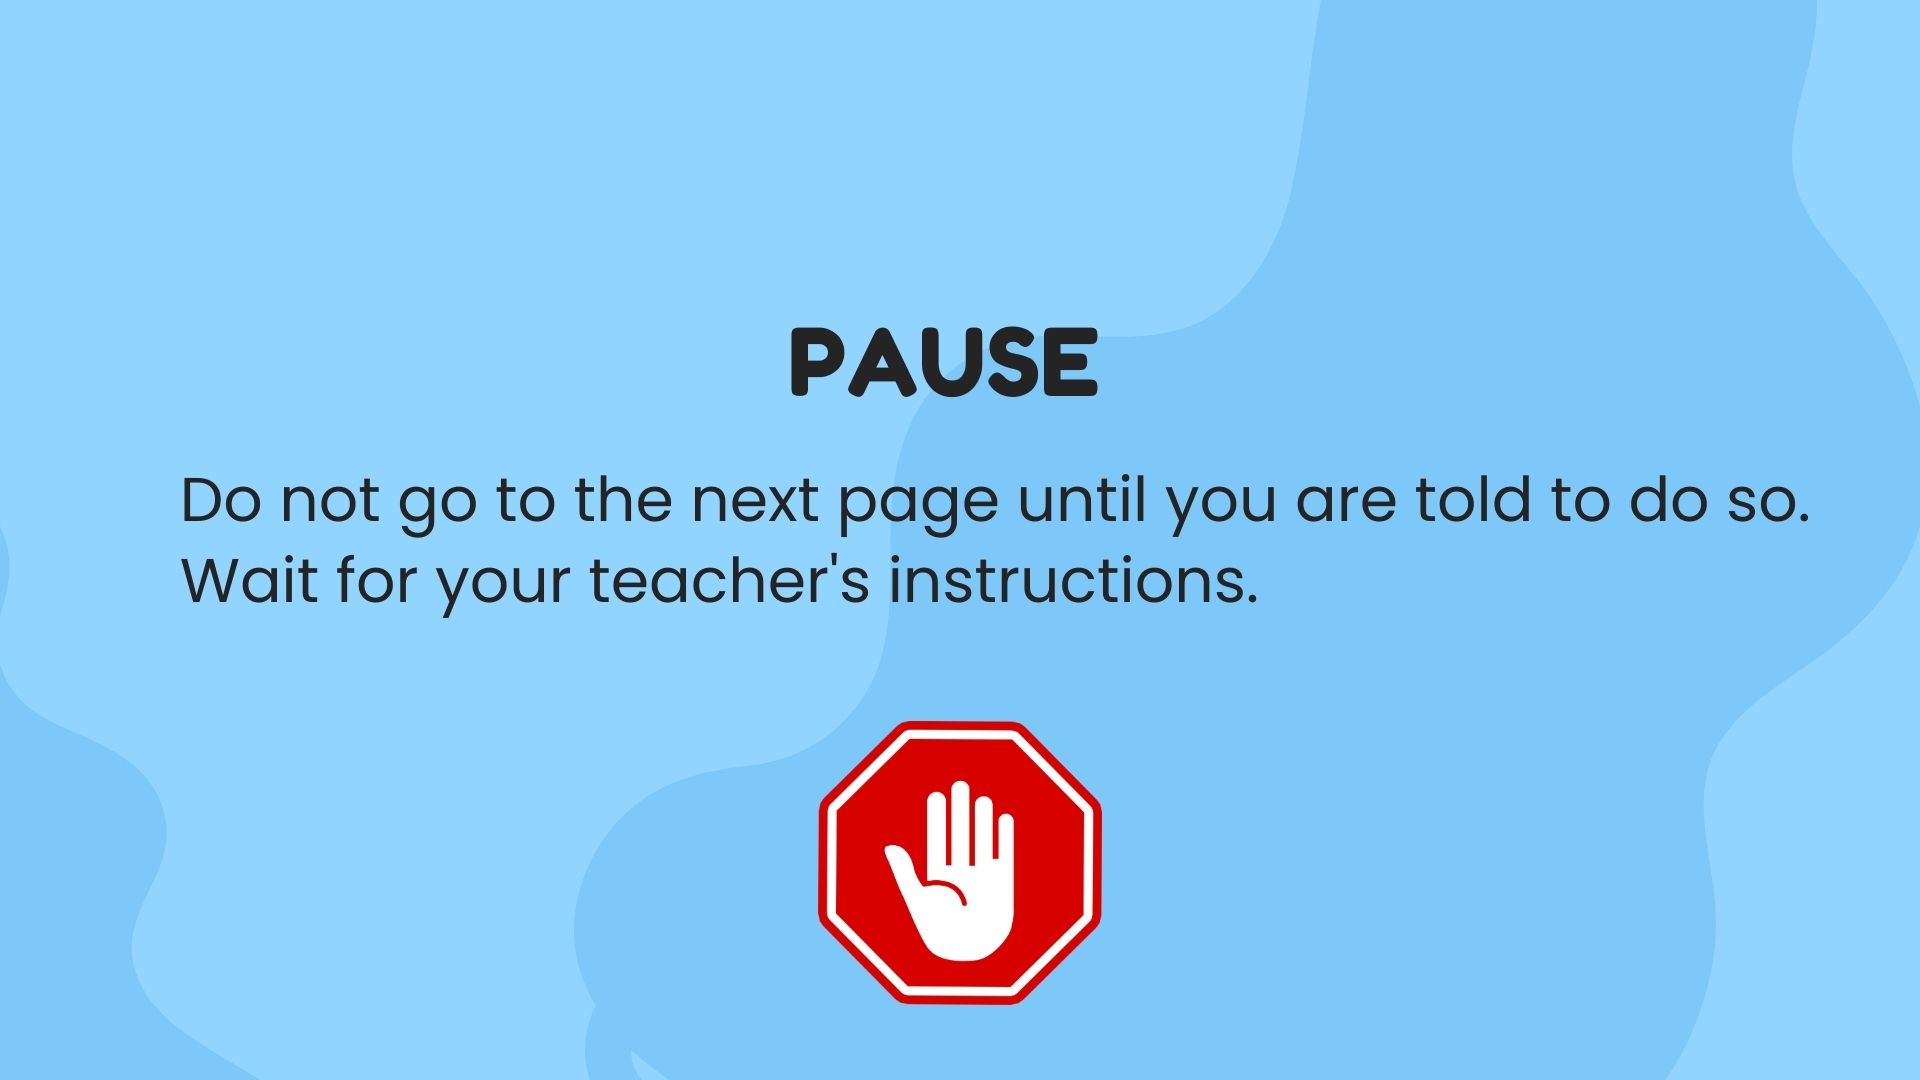 PAUSE
Do not go to the next page until you are told to do so.
Wait for your teacher's instructions.